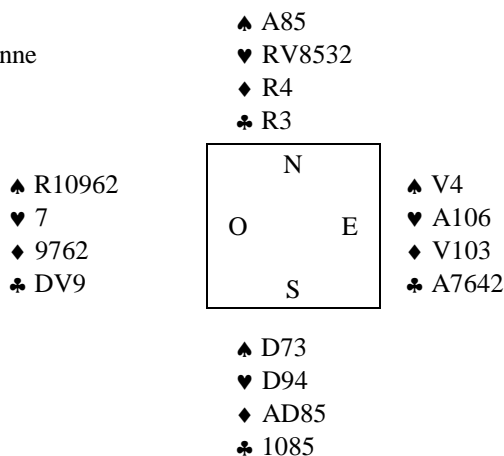 ♠ A85
nne
♥ RV8532
♦ R4
♣ R3
N
♠ R10962
♠ V4
♥ 7
O
E
♥ A106
♦ 9762
♦ V103
♣ DV9
S
♣ A7642
♠ D73
♥ D94
♦ AD85
♣ 1085